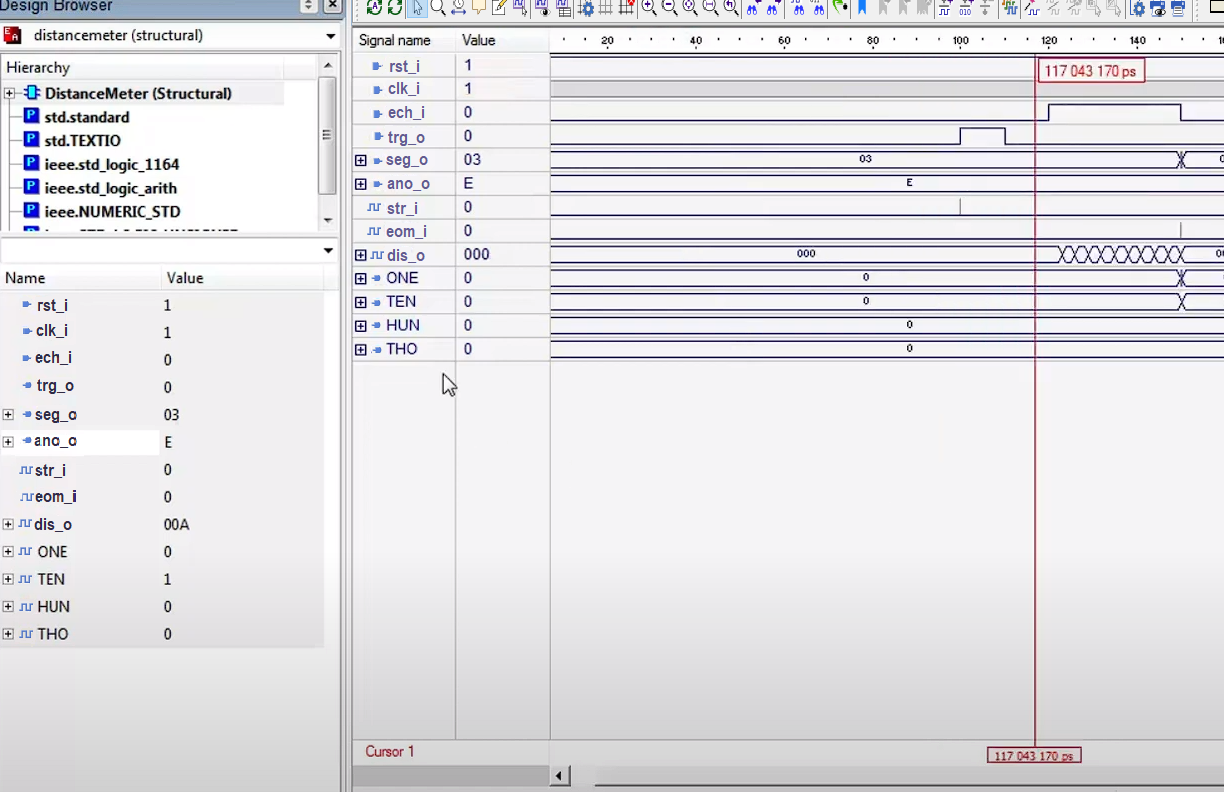 Design Browser
distancemeter (structural)
Hierarchy
DistanceMeter (Structural)
std.standard
std.TEXTIO
ieee.std_logic_1164
ieee.std_logic_arith
ieee.NUMERIC_STD
Name Value
rst_i 1
clk_i 1
ech_i 0
trg_o 0
seg_o 03
ano_o E
str_i 0
eom_i 0
dis_o 00A
ONE 0
TEN 1
HUN 0
THO 0
Signal name Value 20 40 60 80 100 120 140
rst_i 1 117 043 170 ps
clk_i 1
ech_i 0
trg_o 0
seg_o 03 03
ano_o E E
str_i 0
eom_i 0
dis_o 000 000
ONE 0 0
TEN 0 0
HUN 0 0
THO 0 0
Cursor 1 117 043 170 ps